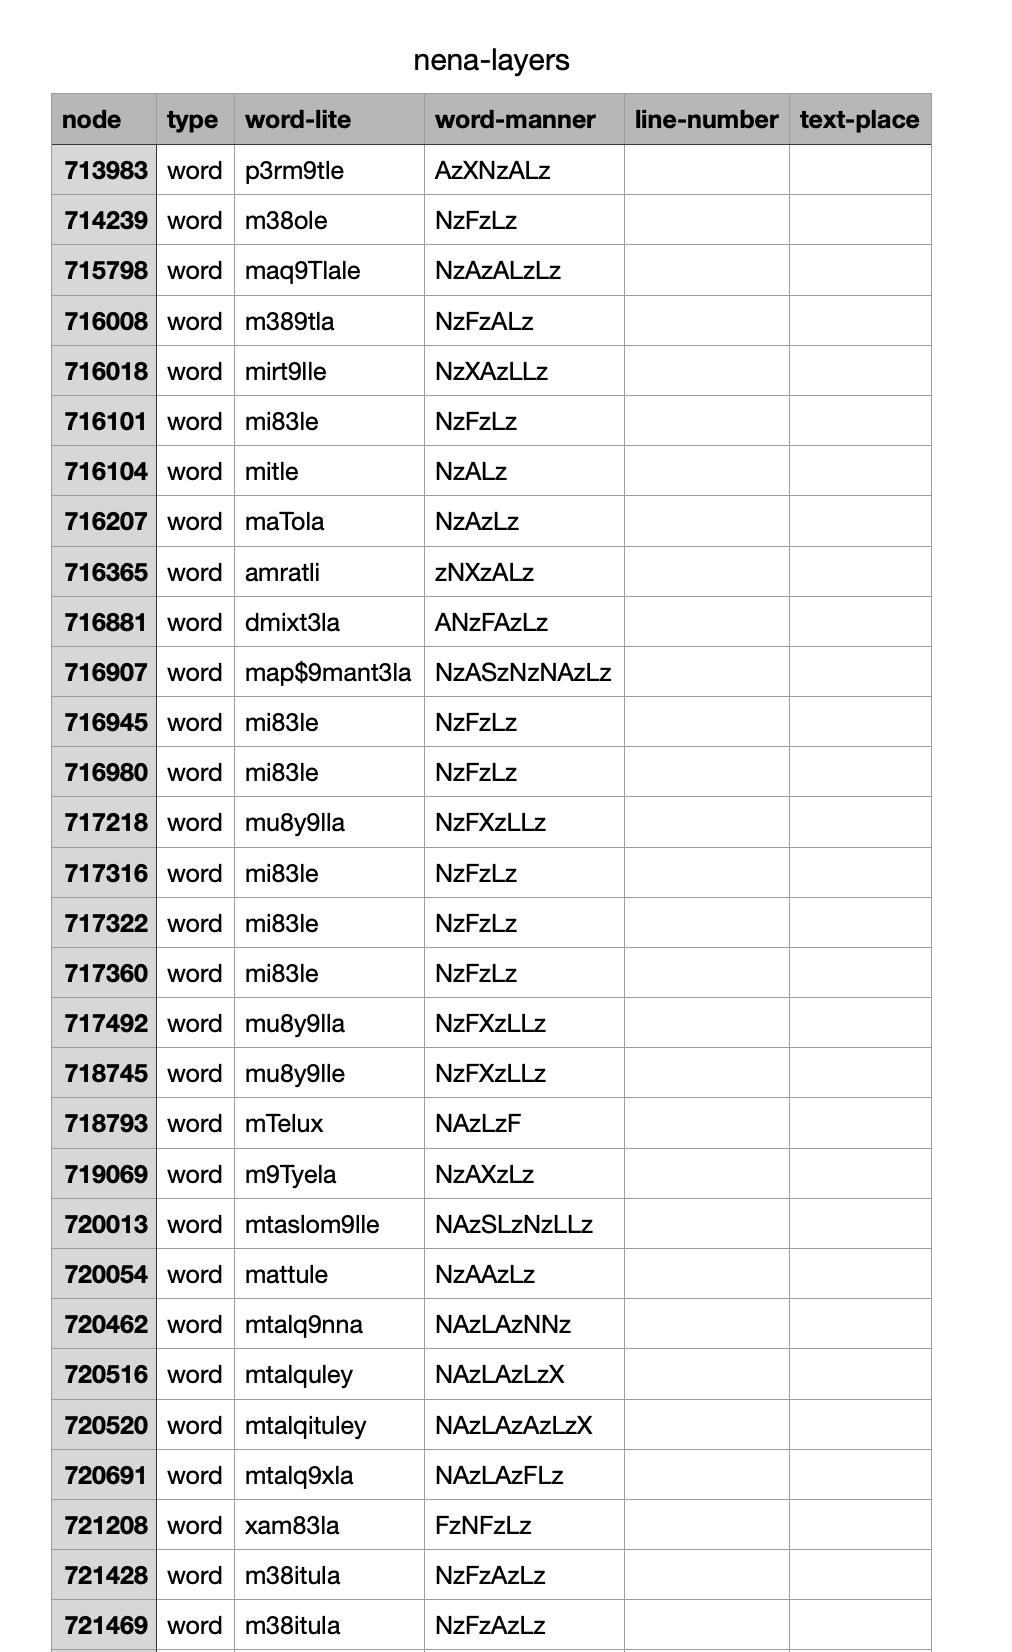 nena-layers
node type word-lite word-manner line-number text-place
713983 word p3rm9tle AzXNzALz
714239 word m38ole NzFzLz
715798 word maq9Tlale NzAzALzLz
716008 word m389tla NzFzALz
716018 word mirt9lle NzXAzLLz
716101 word mi83le NzFzLz
716104 word mitle NzALz
716207 word maTola NzAzLz
716365 word amratli zNXzALz
716881 word dmixt3la ANzFAzLz
716907 word map$9mant3la NzASzNzNAzLz
716945 word mi83le NzFzLz
716980 word mi83le NzFzLz
717218 word mu8y9lla NzFXzLLz
717316 word mi83le NzFzLz
717322 word mi83le NzFzLz
717360 word mi83le NzFzLz
717492 word mu8y9lla NzFXzLLz
718745 word mu8y9lle NzFXzLLz
718793 word mTelux NAzLzF
719069 word m9Tyela NzAXzLz
720013 word mtaslom9lle NAzSLzNzLLz
720054 word mattule NzAAzLz
720462 word mtalq9nna NAzLAzNNz
720516 word mtalquley NAzLAzLzX
720520 word mtalqituley NAzLAzAzLzX
720691 word mtalq9xla NAzLAzFLz
721208 word xam83la FzNFzLz
721428 word m38itula NzFzAzLz
721469 word m38itula NzFzAzLz